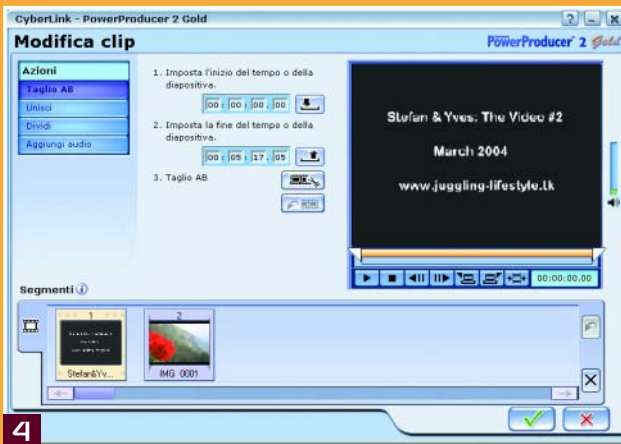 CyberLink - PowerProducer 2 Gold
Modifica clip
PowerProducer 2 Gold
Azioni
Taglio AB
Unisci
Dividi
Aggiungi audio
1. Imposta l'inizio del tempo o della
diapositiva.
00 : 00 : 00 . 00
2. Imposta la fine del tempo o della
diapositiva.
00 : 05 : 17 . 05
3. Taglio AB
Stefan & Yves: The Video #2
March 2004
www.juggling-lifestyle.tk
00:00:00.00
Segmenti
1
2
Stefan&Yv...
IMG 0001
4